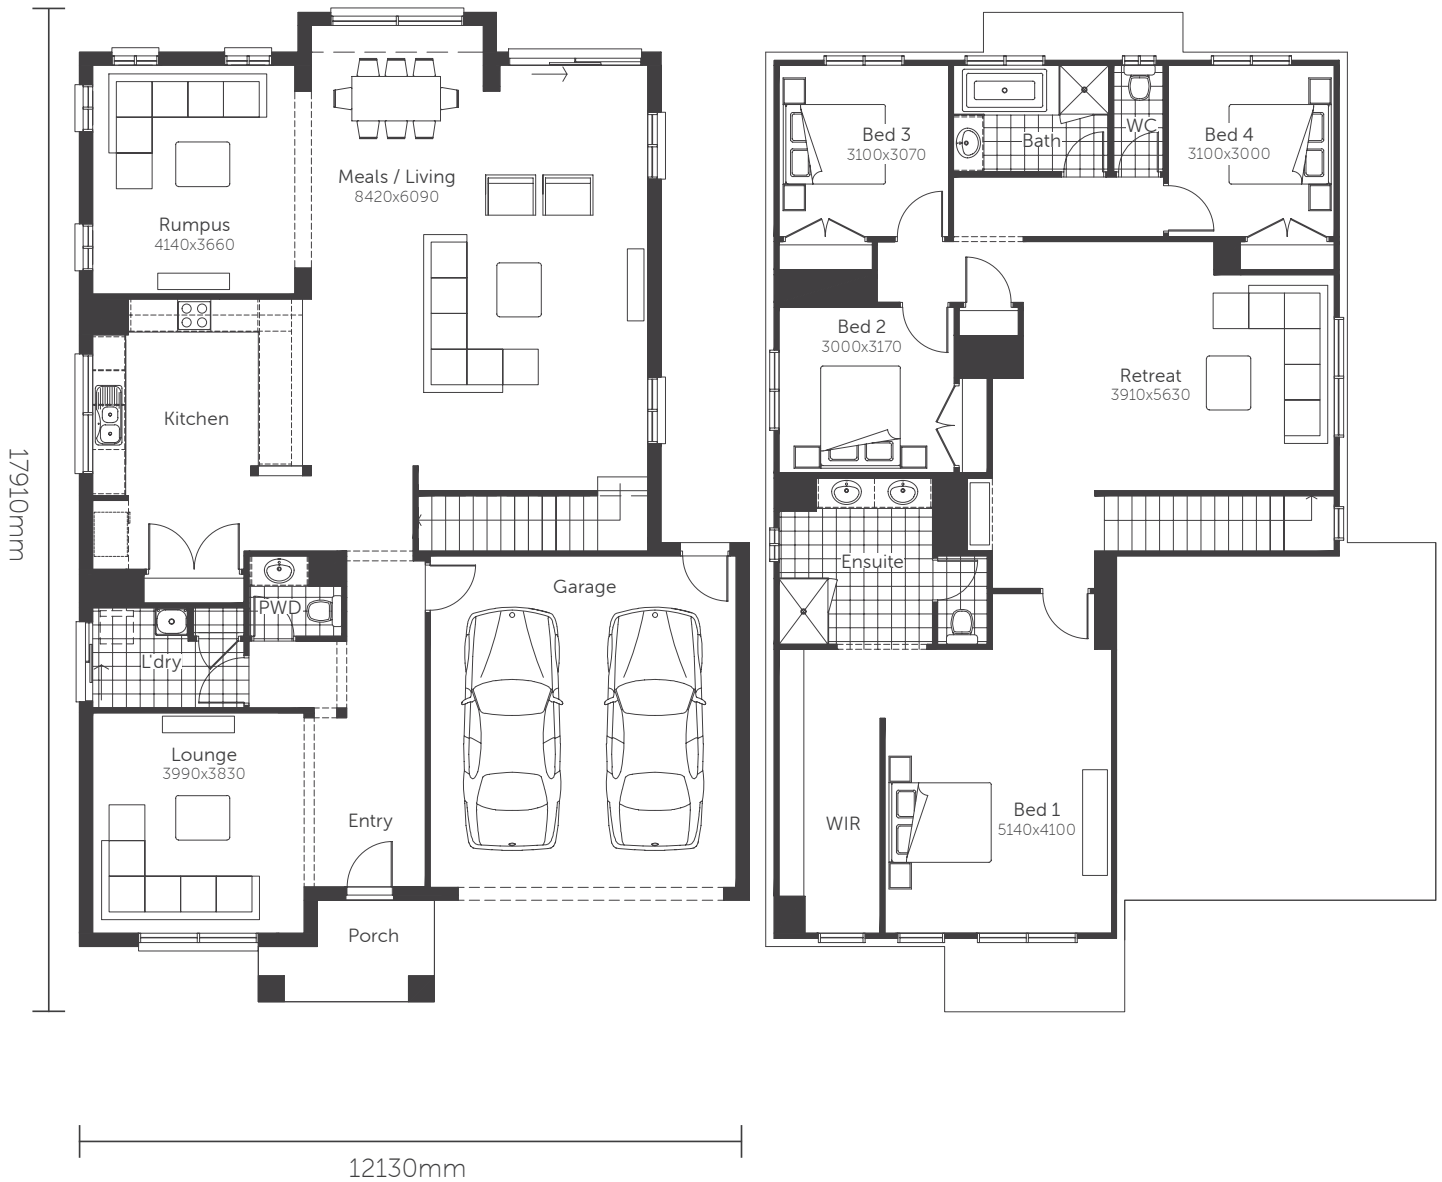 Meals / Living
8420x6090
Rumpus
4140x3660
Kitchen
17910mm
PWD
Garage
L'dry
Lounge
3990x3830
Entry
Porch
12130mm
Bed 3
3100x3070
Bath
WC
Bed 4
3100x3000
Bed 2
3000x3170
Retreat
3910x5630
Ensuite
WIR
Bed 1
5140x4100